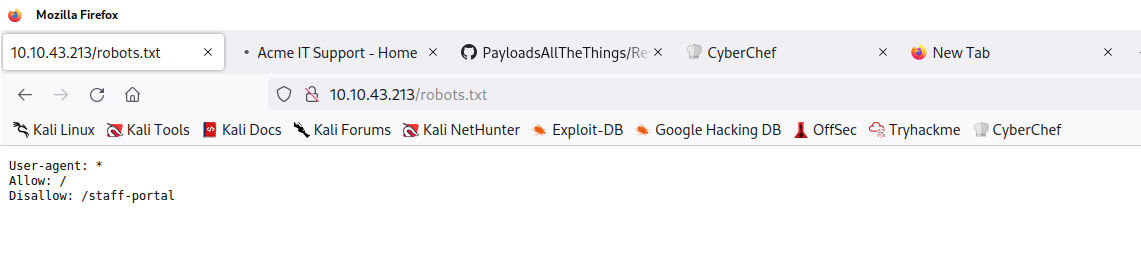 Mozilla Firefox
10.10.43.213/robots.txt Acme IT Support - Home PayloadsAllTheThings/Re CyberChef New Tab
10.10.43.213/robots.txt
Kali Linux Kali Tools Kali Docs Kali Forums Kali NetHunter Exploit-DB Google Hacking DB OffSec Tryhackme CyberChef
User-agent: *
Allow: /
Disallow: /staff-portal